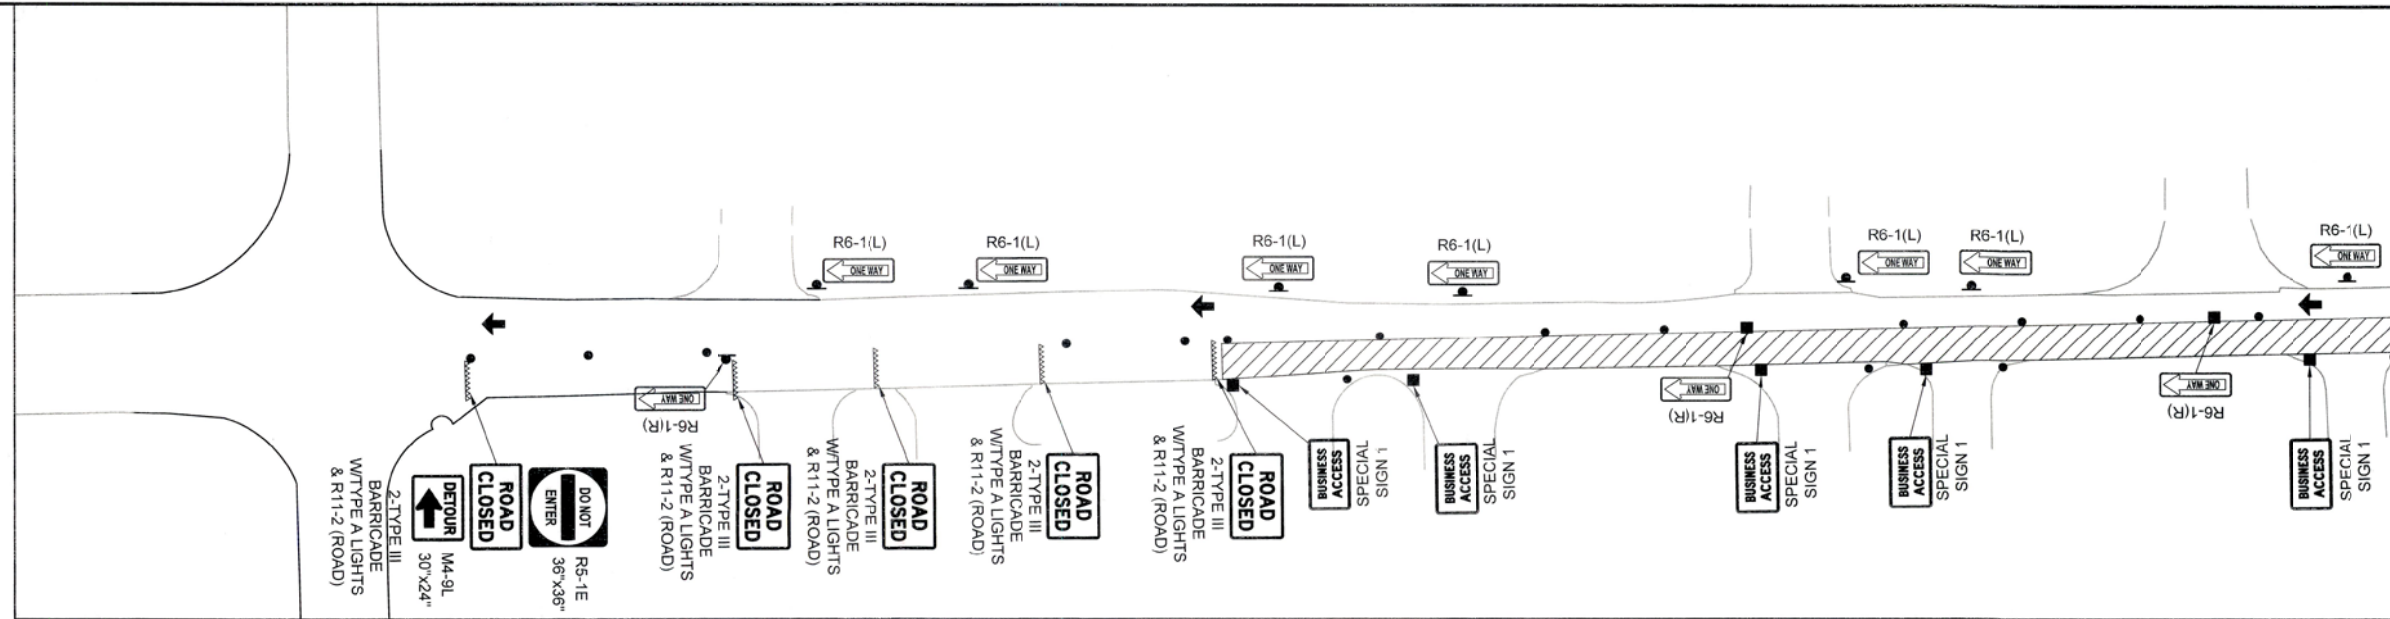 R6-1(L)
ONE WAY
R6-1(L)
ONE WAY
R6-1(L)
ONE WAY
R6-1(L)
ONE WAY
R6-1(L)
ONE WAY
R6-1(L)
ONE WAY
R6-1(L)
ONE WAY
ONE WAY
R6-1(R)
ONE WAY
R6-1(R)
ONE WAY
R6-1(R)
2-TYPE III
BARRICADE
W/TYPE A LIGHTS
& R11-2 (ROAD)
DETOUR
M4-9L
30"x24"
ROAD
CLOSED
DO NOT
ENTER
R5-1E
36"x36"
ROAD
CLOSED
2-TYPE III
BARRICADE
W/TYPE A LIGHTS
& R11-2 (ROAD)
ROAD
CLOSED
2-TYPE III
BARRICADE
W/TYPE A LIGHTS
& R11-2 (ROAD)
ROAD
CLOSED
2-TYPE III
BARRICADE
W/TYPE A LIGHTS
& R11-2 (ROAD)
ROAD
CLOSED
2-TYPE III
BARRICADE
W/TYPE A LIGHTS
& R11-2 (ROAD)
BUSINESS
ACCESS
SPECIAL
SIGN 1
BUSINESS
ACCESS
SPECIAL
SIGN 1
BUSINESS
ACCESS
SPECIAL
SIGN 1
BUSINESS
ACCESS
SPECIAL
SIGN 1
BUSINESS
ACCESS
SPECIAL
SIGN 1